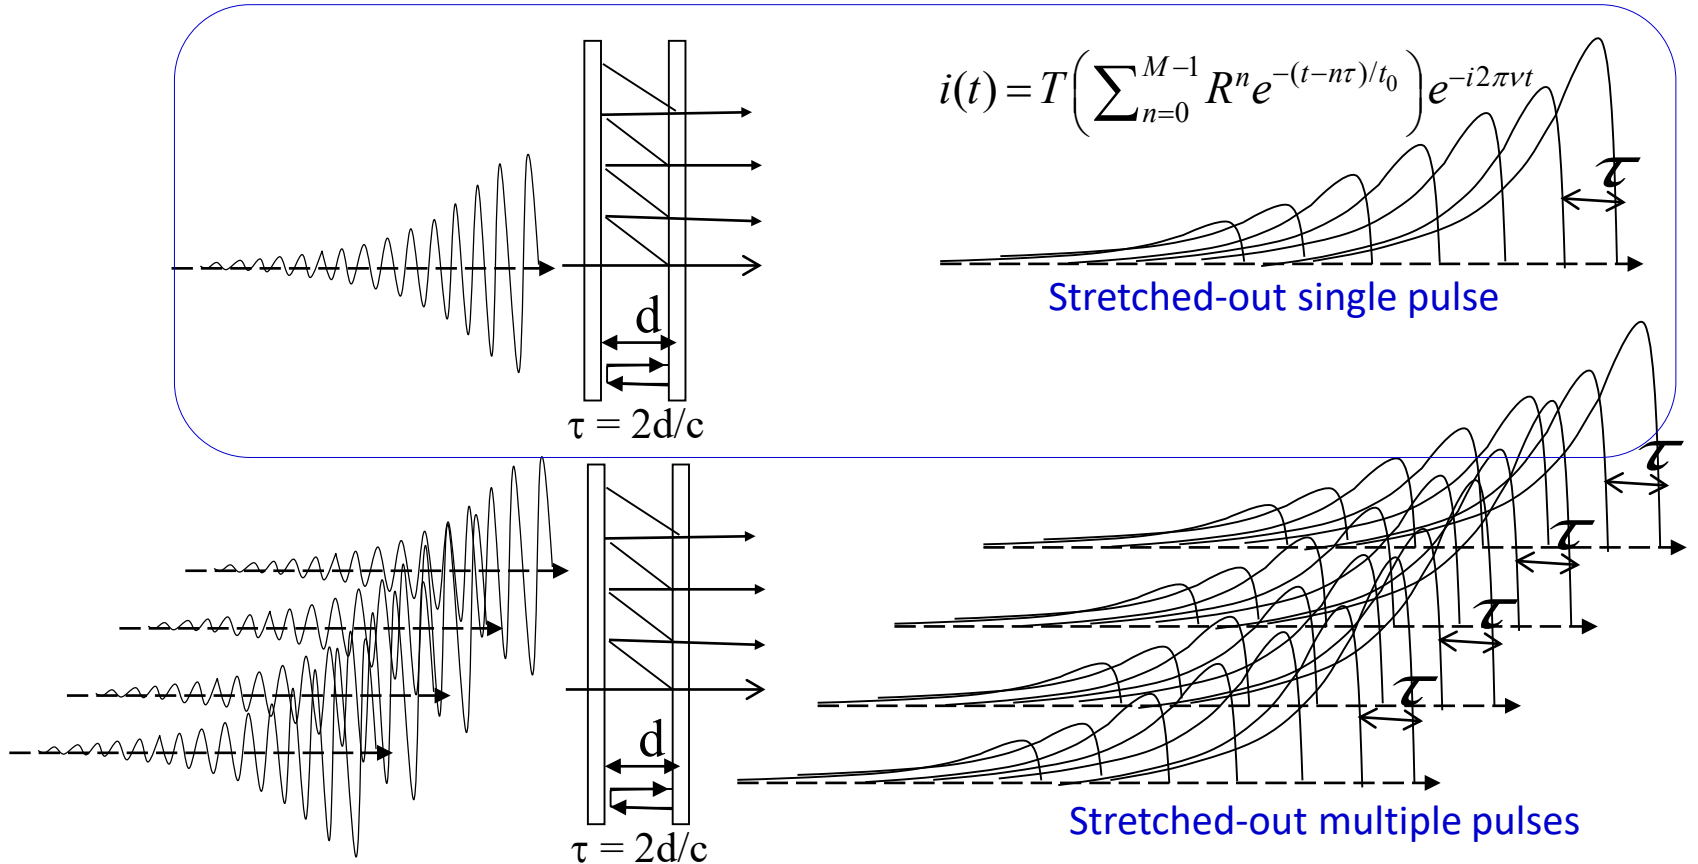 i(t) = T(∑_{n=0}^{M−1} R^n e^{−(t−nτ)/t_0}) e^{−i2πνt}
τ
d
Stretched-out single pulse
τ = 2d/c
τ
τ
τ
τ
d
Stretched-out multiple pulses
τ = 2d/c